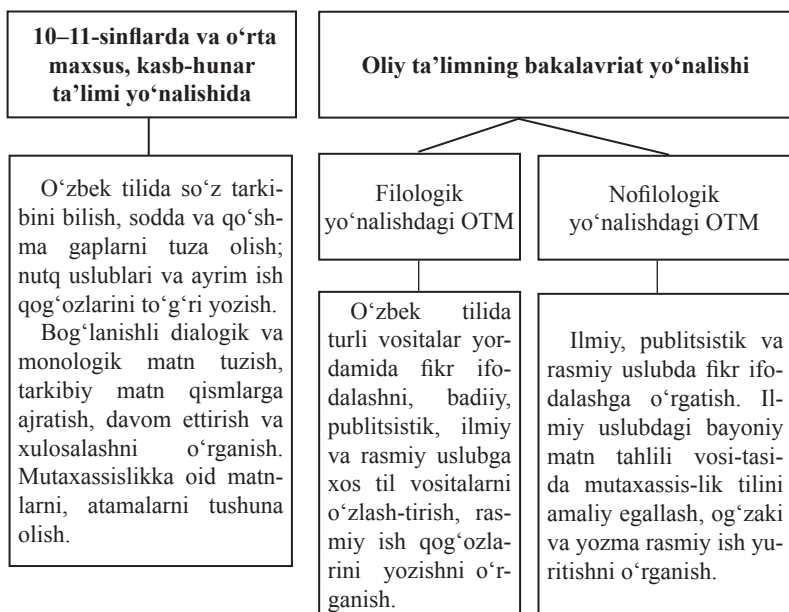 10–11-sinflarda va o‘rta
maxsus, kasb-hunar
ta’limi yo‘nalishida
Oliy ta’limning bakalavriat yo‘nalishi
O‘zbek tilida so‘z tarki-
bini bilish, sodda va qo‘sh-
ma gaplarni tuza olish;
nutq uslublari va ayrim ish
qog‘ozlarini to‘g‘ri yozish.
Bog‘lanishli dialogik va
monologik matn tuzish,
tarkibiy matn qismlarga
ajratish, davom ettirish va
xulosalashni o‘rganish.
Mutaxassislikka oid matn-
larni, atamalarni tushuna
olish.
Filologik
yo‘nalishdagi OTM
O‘zbek tilida
turli vositalar yor-
damida fikr ifo-
dalashni, badiiy,
publitsistik, ilmiy
va rasmiy uslubga
xos til vositalarni
o‘zlash-tirish, ras-
miy ish qog‘ozla-
rini yozishni o‘r-
ganish.
Nofilologik
yo‘nalishdagi OTM
Ilmiy, publitsistik va
rasmiy uslubda fikr ifo-
dalashga o‘rgatish. Il-
miy uslubdagi bayoniy
matn tahlili vosi-tasi-
da mutaxassis-lik tilini
amaliy egallash, og‘zaki
va yozma rasmiy ish yu-
ritishni o‘rganish.